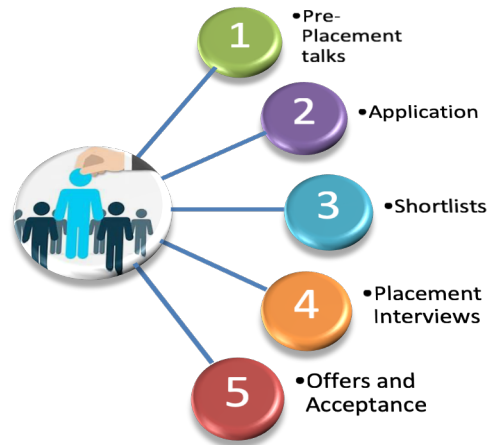 1
•Pre-
Placement
talks
2
•Application
3
•Shortlists
4
•Placement
Interviews
5
•Offers and
Acceptance